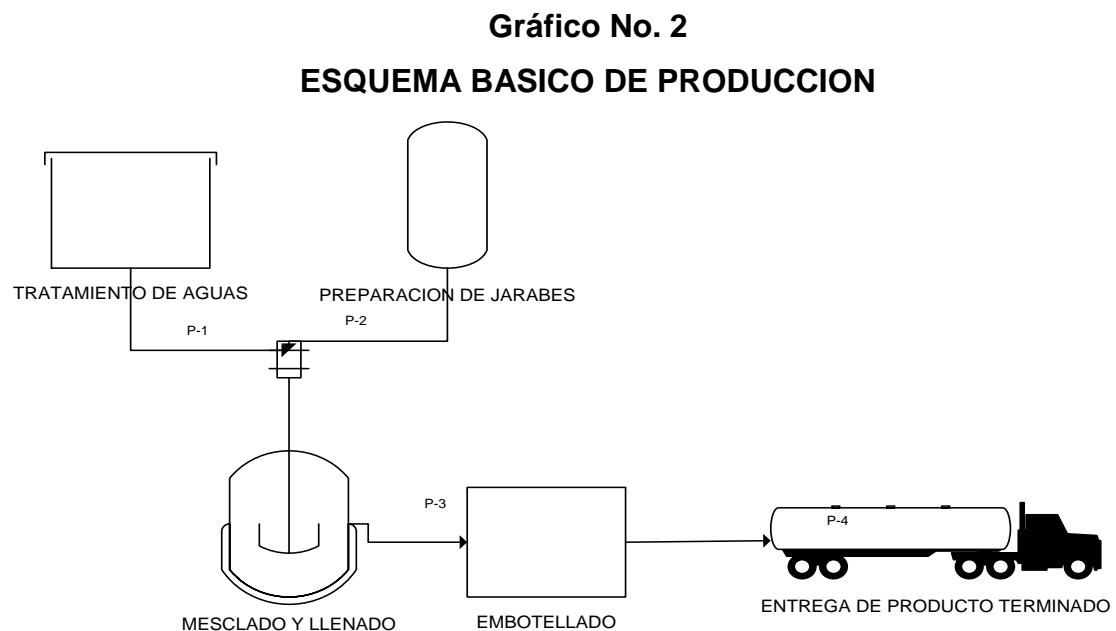 Gráfico No. 2
ESQUEMA BASICO DE PRODUCCION
TRATAMIENTO DE AGUAS
PREPARACION DE JARABES
P-1
P-2
P-3
P-4
MESCLADO Y LLENADO
EMBOTELLADO
ENTREGA DE PRODUCTO TERMINADO